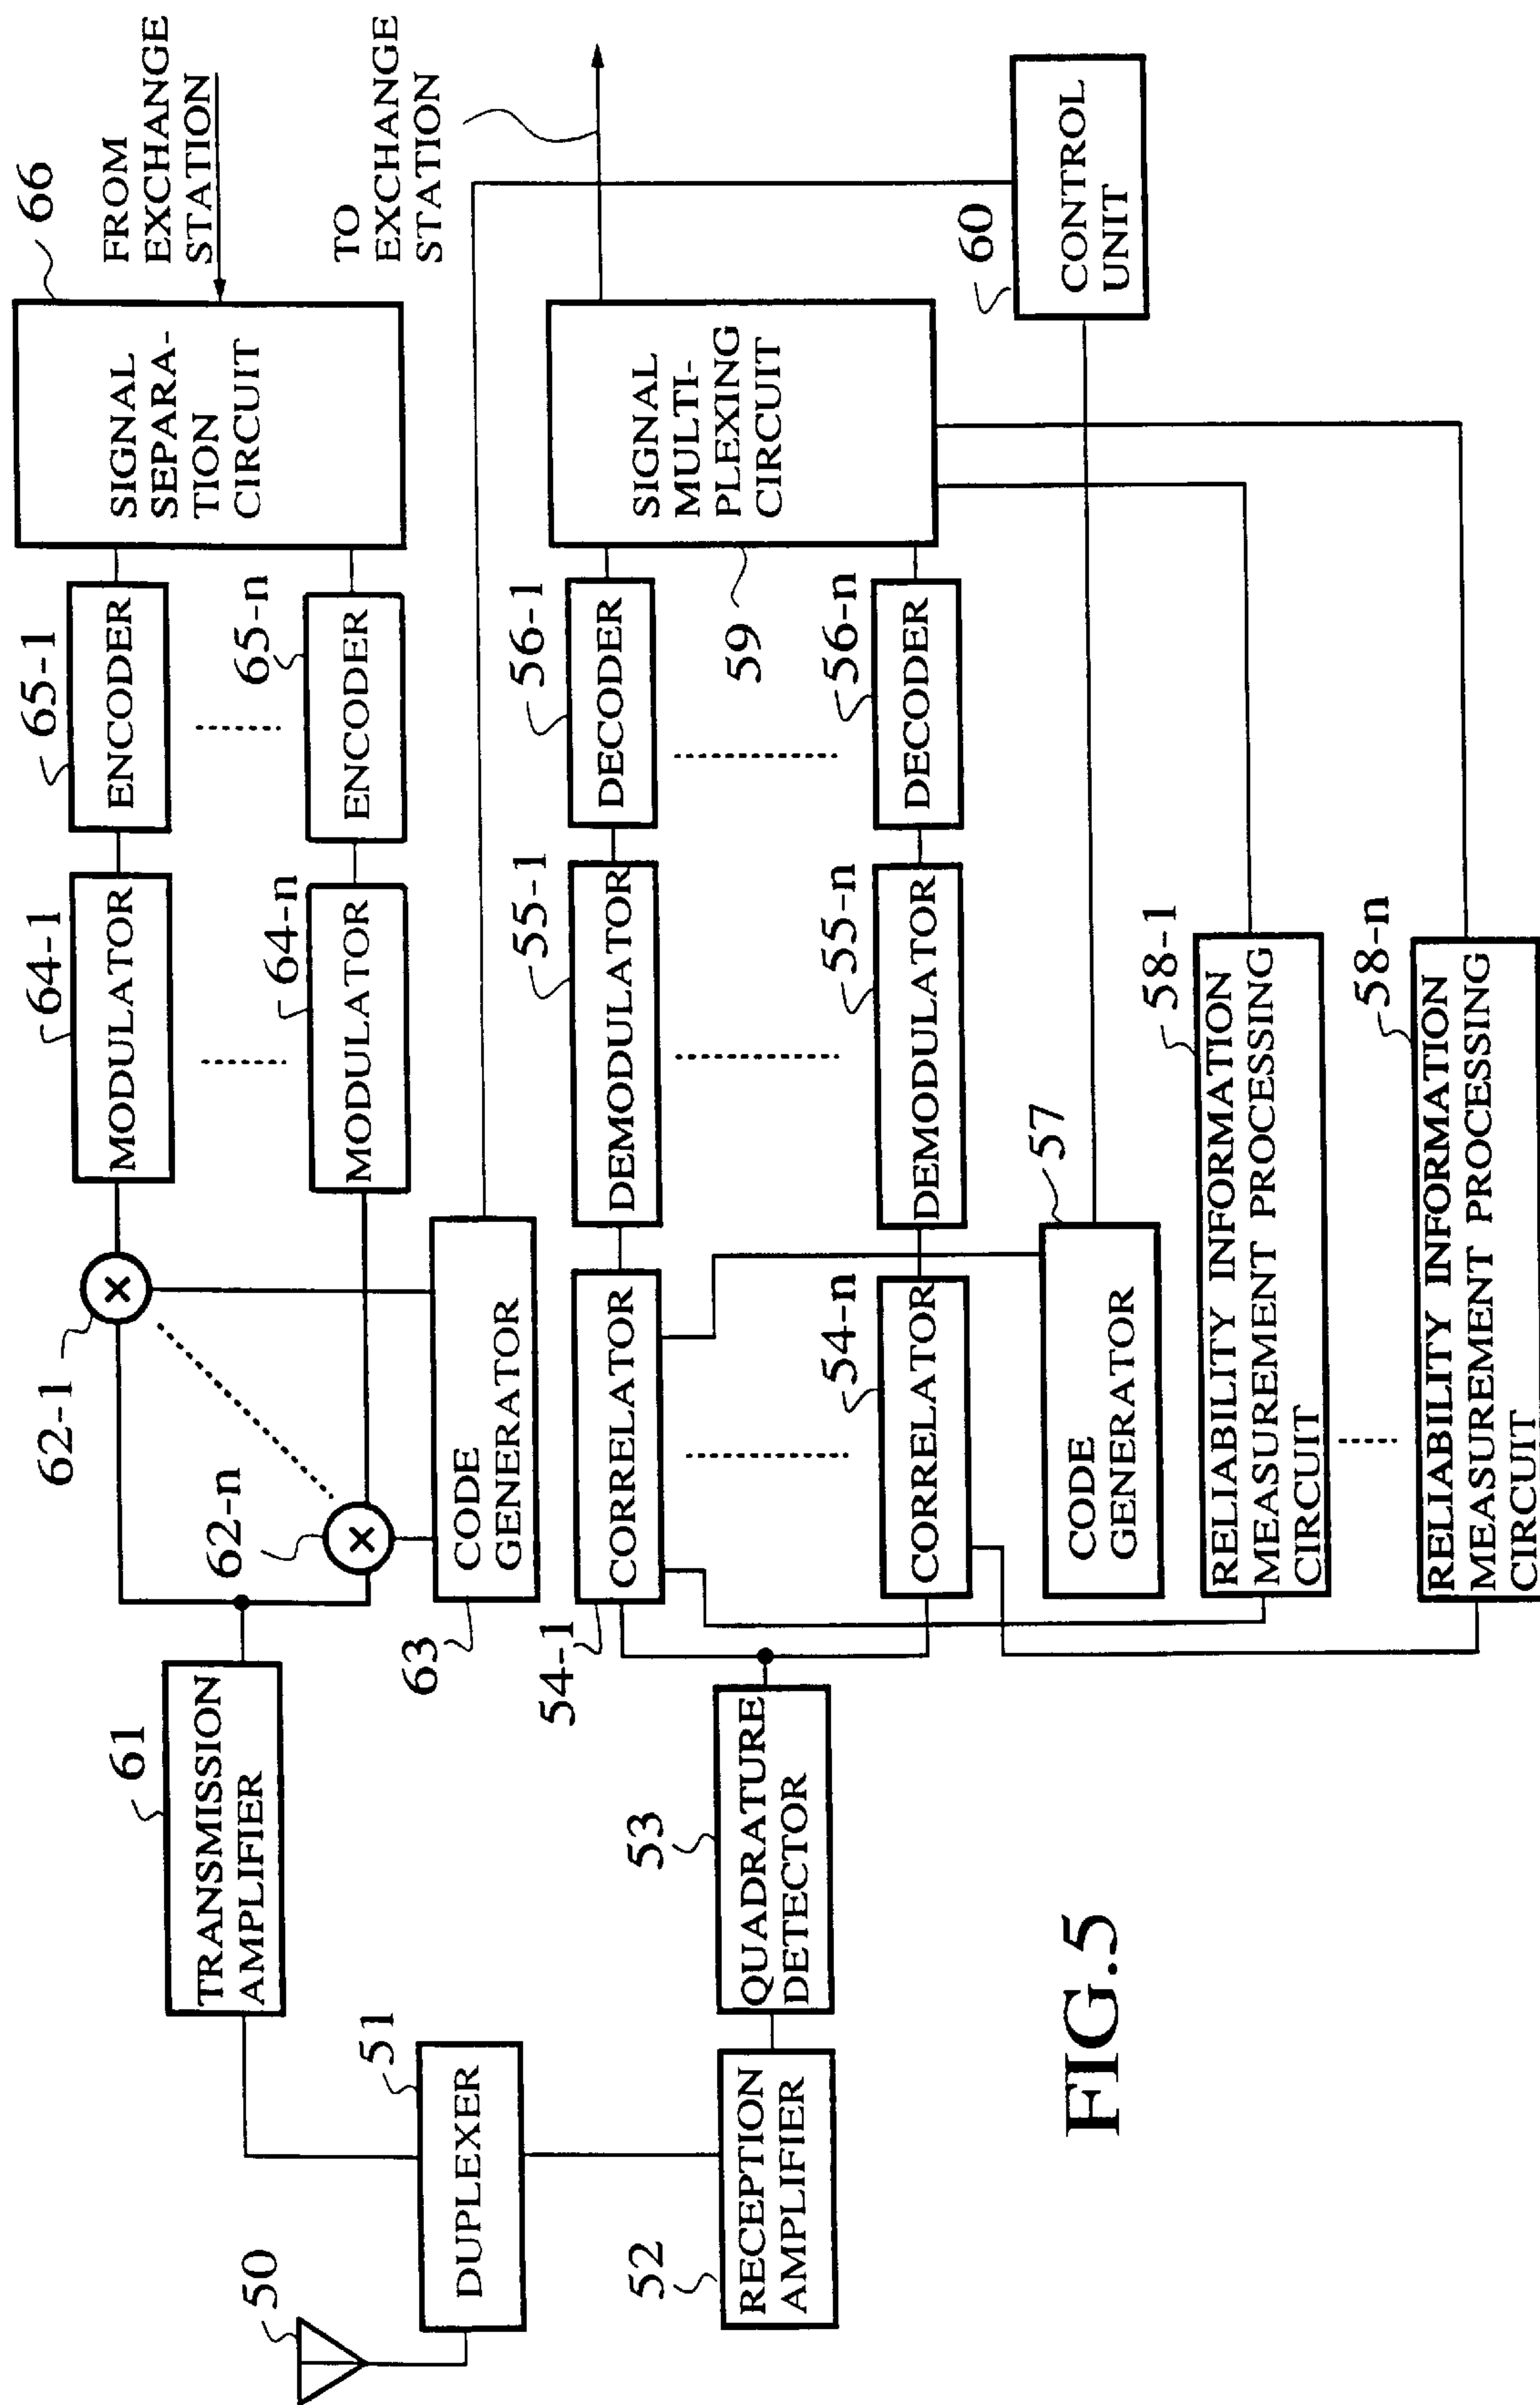 50
DUPLEXER
51
TRANSMISSION
AMPLIFIER
61
62-1
×
62-n
×
CODE
GENERATOR
63
MODULATOR
64-1
MODULATOR
64-n
ENCODER
65-1
ENCODER
65-n
SIGNAL
SEPARA-
TION
CIRCUIT
66
FROM
EXCHANGE
STATION
TO
EXCHANGE
STATION
RECEPTION
AMPLIFIER
52
QUADRATURE
DETECTOR
53
CORRELATOR
54-1
CORRELATOR
54-n
DEMODULATOR
55-1
DEMODULATOR
55-n
DECODER
56-1
DECODER
56-n
SIGNAL
MULTI-
PLEXING
CIRCUIT
59
CODE
GENERATOR
57
CONTROL
UNIT
60
RELIABILITY INFORMATION
MEASUREMENT PROCESSING
CIRCUIT
58-1
RELIABILITY INFORMATION
MEASUREMENT PROCESSING
CIRCUIT
58-n
FIG.5